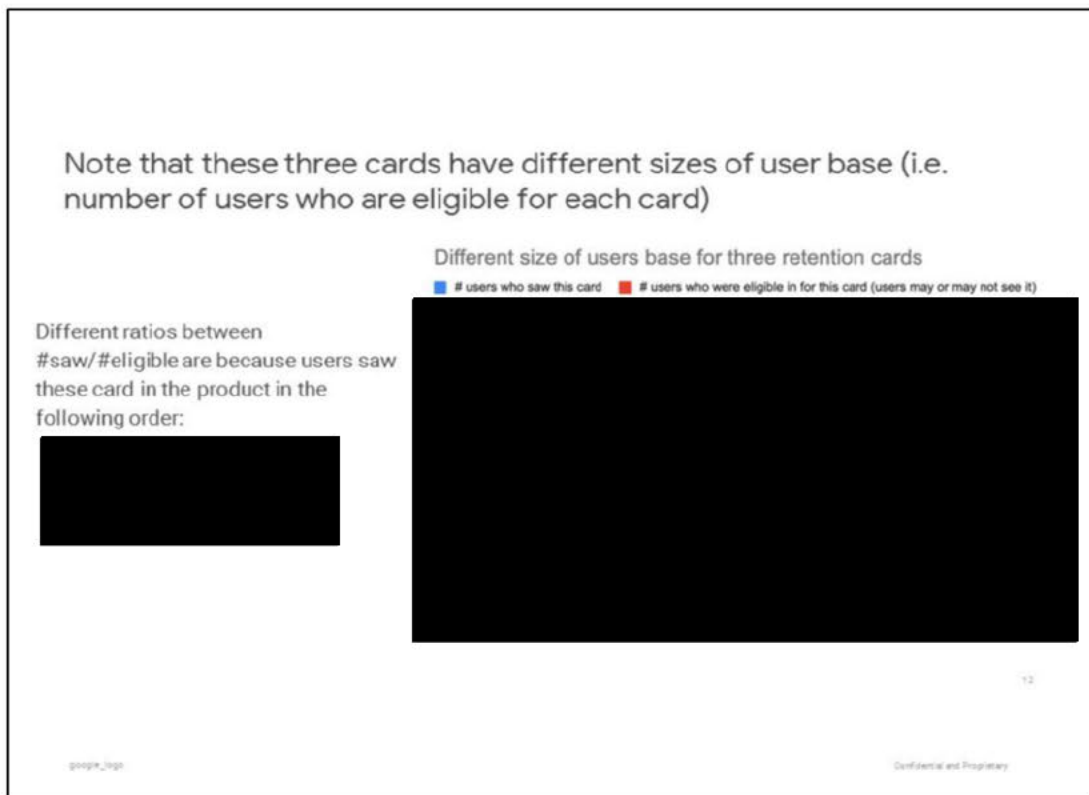 Note that these three cards have different sizes of user base (i.e.
number of users who are eligible for each card)
Different size of users base for three retention cards
# users who saw this card # users who were eligible in for this card (users may or may not see it)
Different ratios between
#saw/#eligible are because users saw
these card in the product in the
following order:
12
google_logo
Confidential and Proprietary